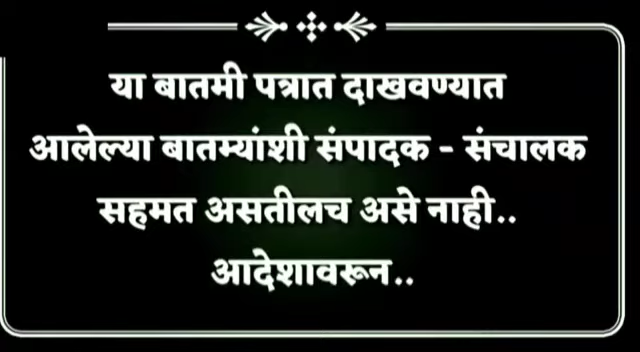 या बातमी पत्रात दाखवण्यात
आलेल्या बातम्यांशी संपादक - संचालक
सहमत असतीलच असे नाही..
आदेशावरून..